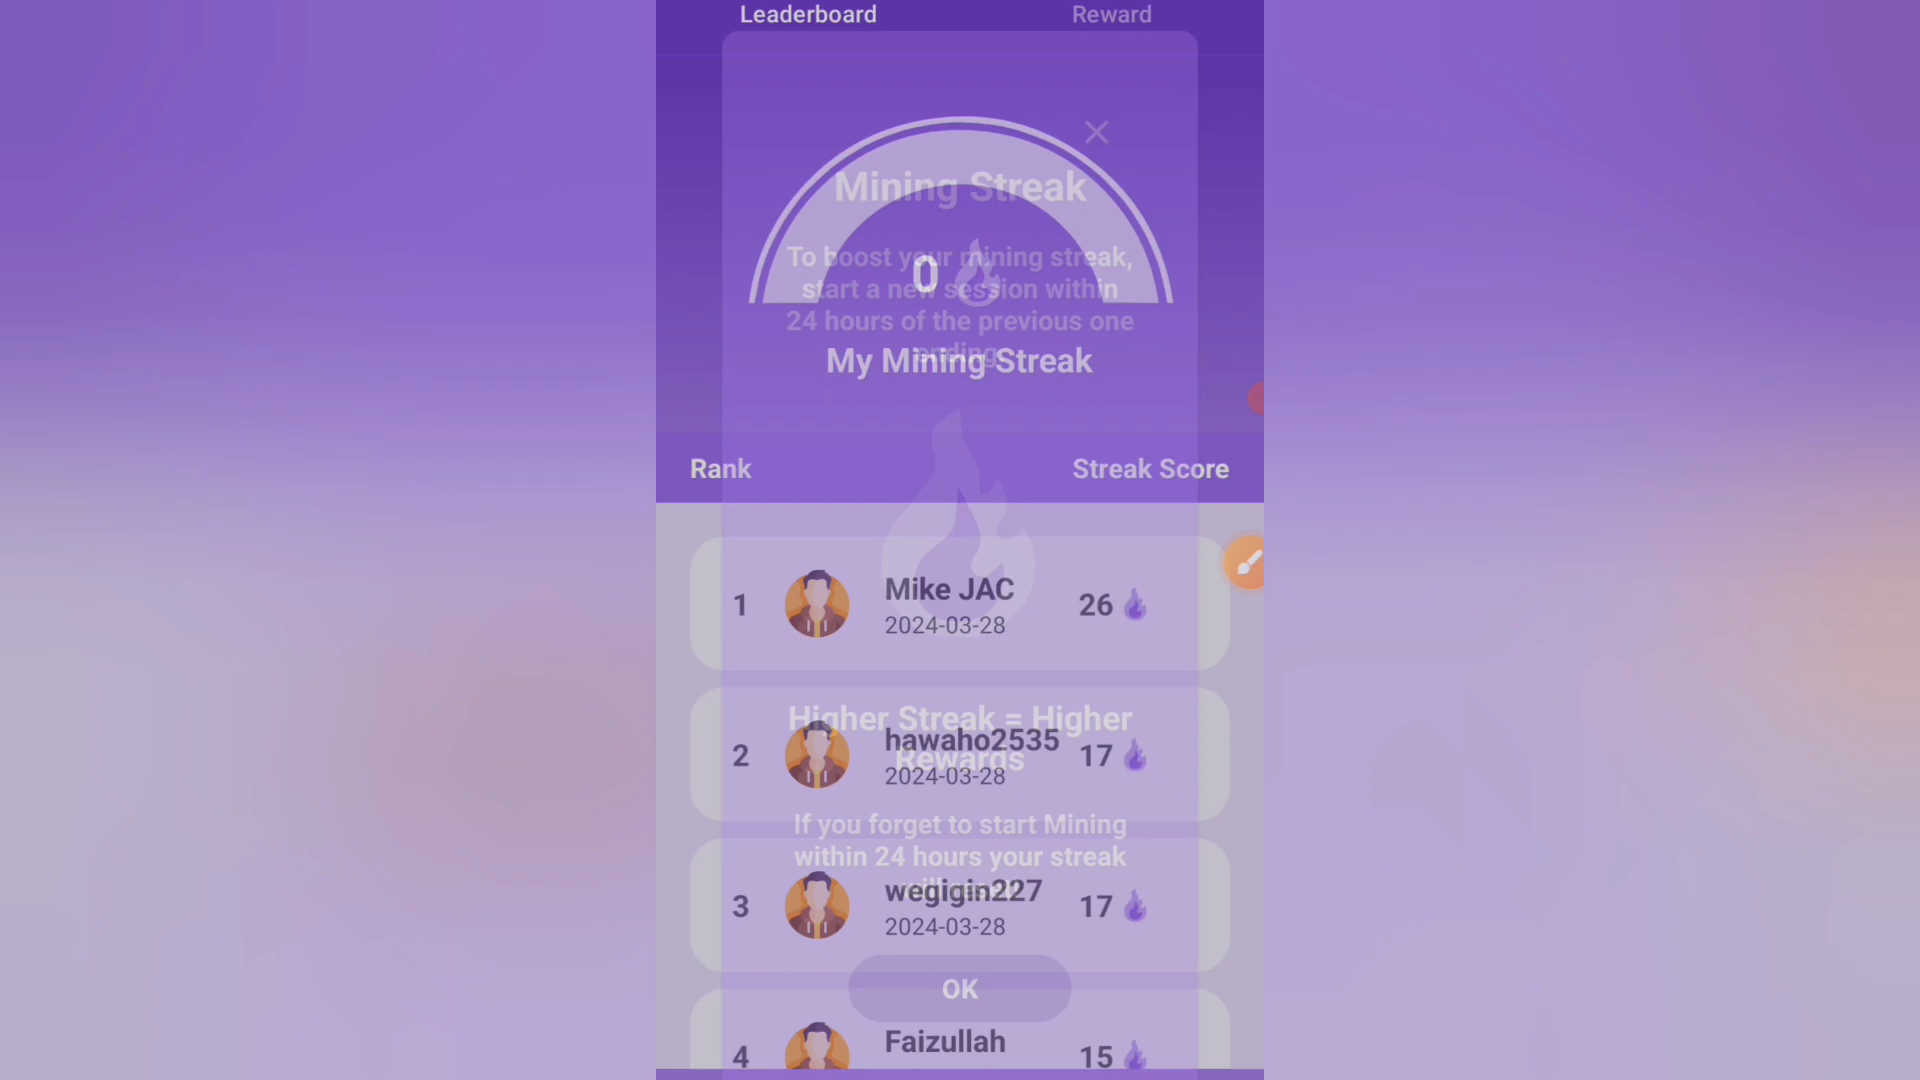 Leaderboard Reward
Mining Streak
To boost your mining streak,
start a new session within
24 hours of the previous one
ending.
0
My Mining Streak
Rank Streak Score
1 Mike JAC 26
2024-03-28
Higher Streak = Higher
Rewards
2 hawaho2535 17
2024-03-28
If you forget to start Mining
within 24 hours your streak
will
3 wegigin227 17
2024-03-28
OK
4 Faizullah 15